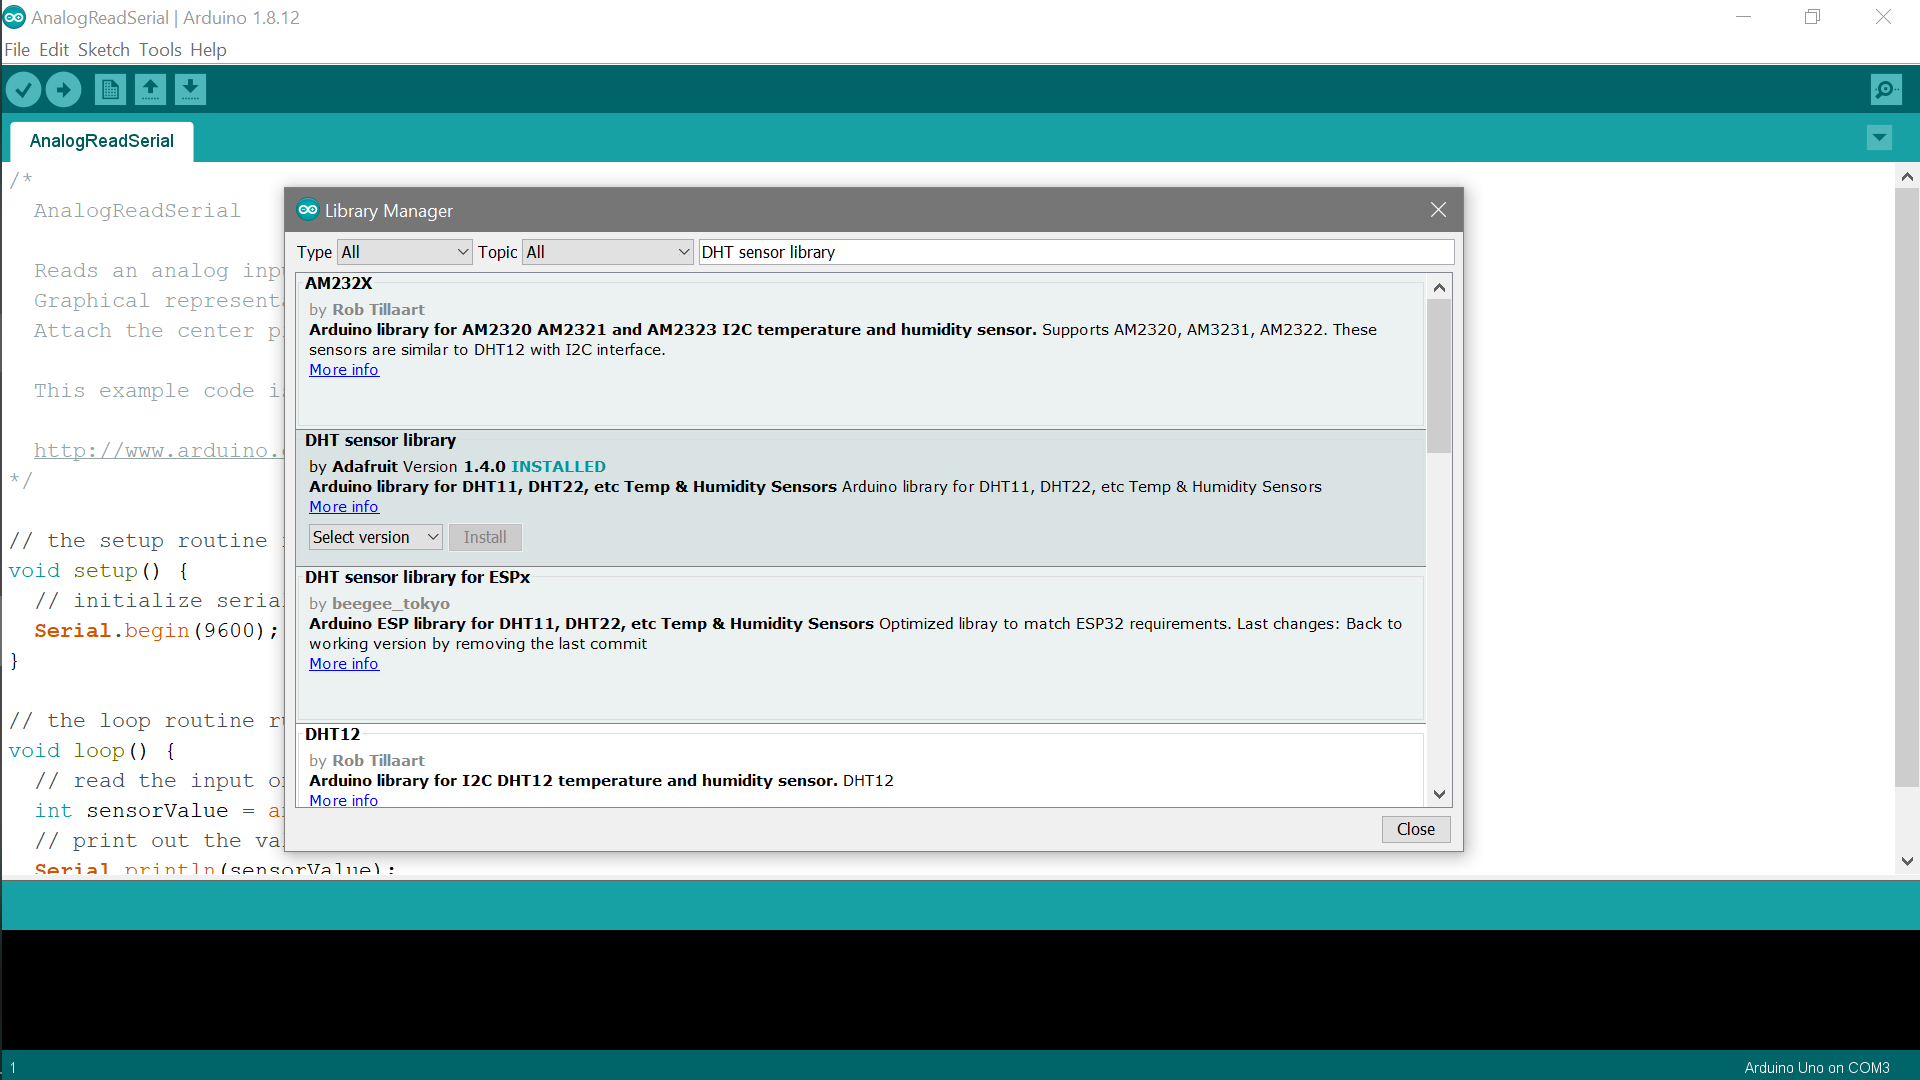 AnalogReadSerial | Arduino 1.8.12
File Edit Sketch Tools Help
AnalogReadSerial
/*
AnalogReadSerial
Reads an analog inp
Graphical represent
Attach the center p
This example code i
http://www.arduino.
*/
// the setup routine
void setup() {
// initialize seria
Serial.begin(9600);
}
// the loop routine r
void loop() {
// read the input o
int sensorValue = a
// print out the va
Serial.println(sensorValue);
Library Manager
Type All Topic All DHT sensor library
AM232X
by Rob Tillaart
Arduino library for AM2320 AM2321 and AM2323 I2C temperature and humidity sensor. Supports AM2320, AM3231, AM2322. These
sensors are similar to DHT12 with I2C interface.
More info
DHT sensor library
by Adafruit Version 1.4.0 INSTALLED
Arduino library for DHT11, DHT22, etc Temp & Humidity Sensors Arduino library for DHT11, DHT22, etc Temp & Humidity Sensors
More info
Select version Install
DHT sensor library for ESPx
by beegee_tokyo
Arduino ESP library for DHT11, DHT22, etc Temp & Humidity Sensors Optimized libray to match ESP32 requirements. Last changes: Back to
working version by removing the last commit
More info
DHT12
by Rob Tillaart
Arduino library for I2C DHT12 temperature and humidity sensor. DHT12
More info
Close
1
Arduino Uno on COM3